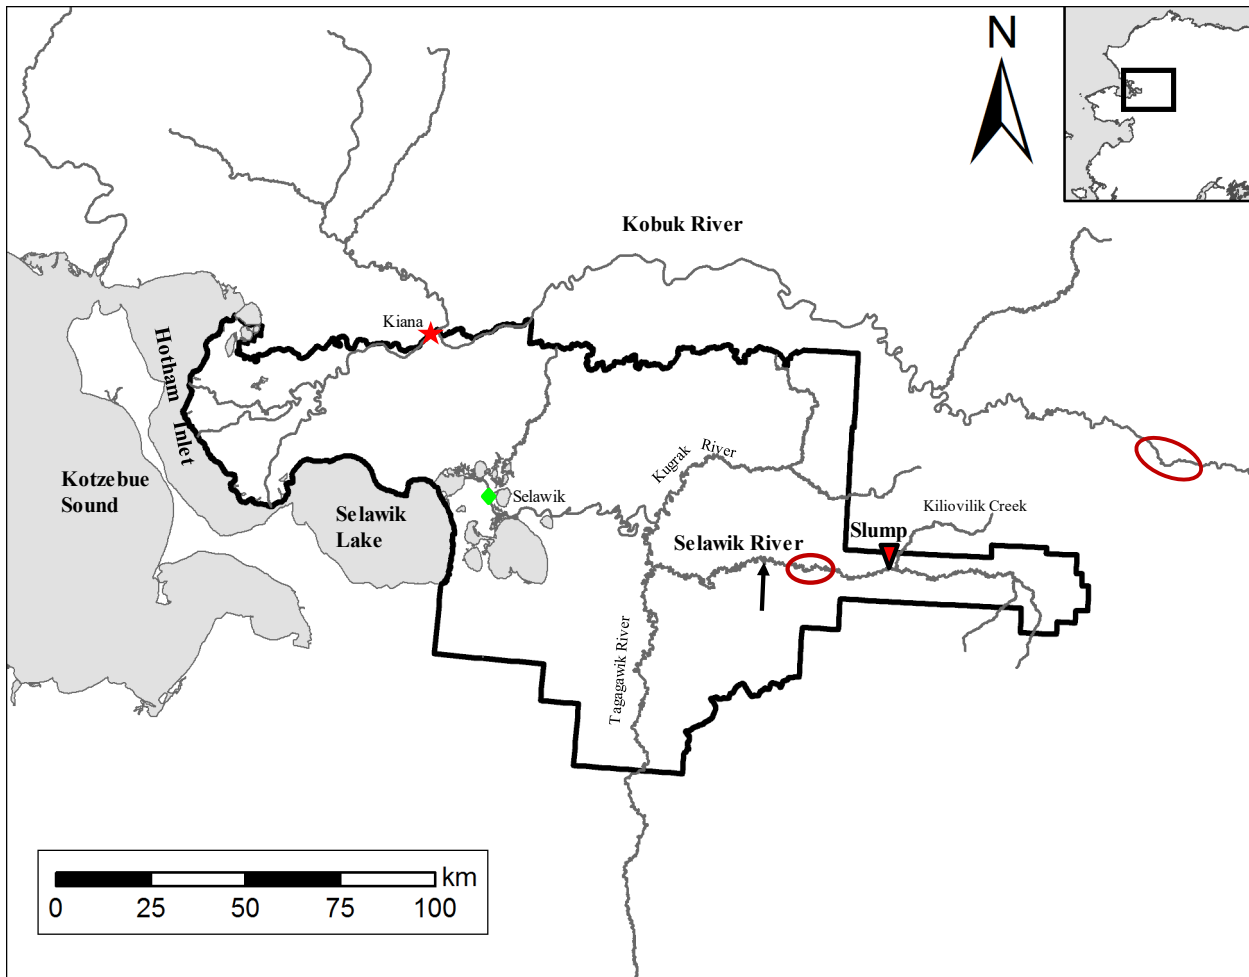 N
Kobuk River
Kiana
Hotham
Inlet
Kugrak
River
Kotzebue
Sound
Selawik
Selawik
Lake
Kiliovilik Creek
Slump
Selawik River
Tagagawik River
km
0
25
50
75
100